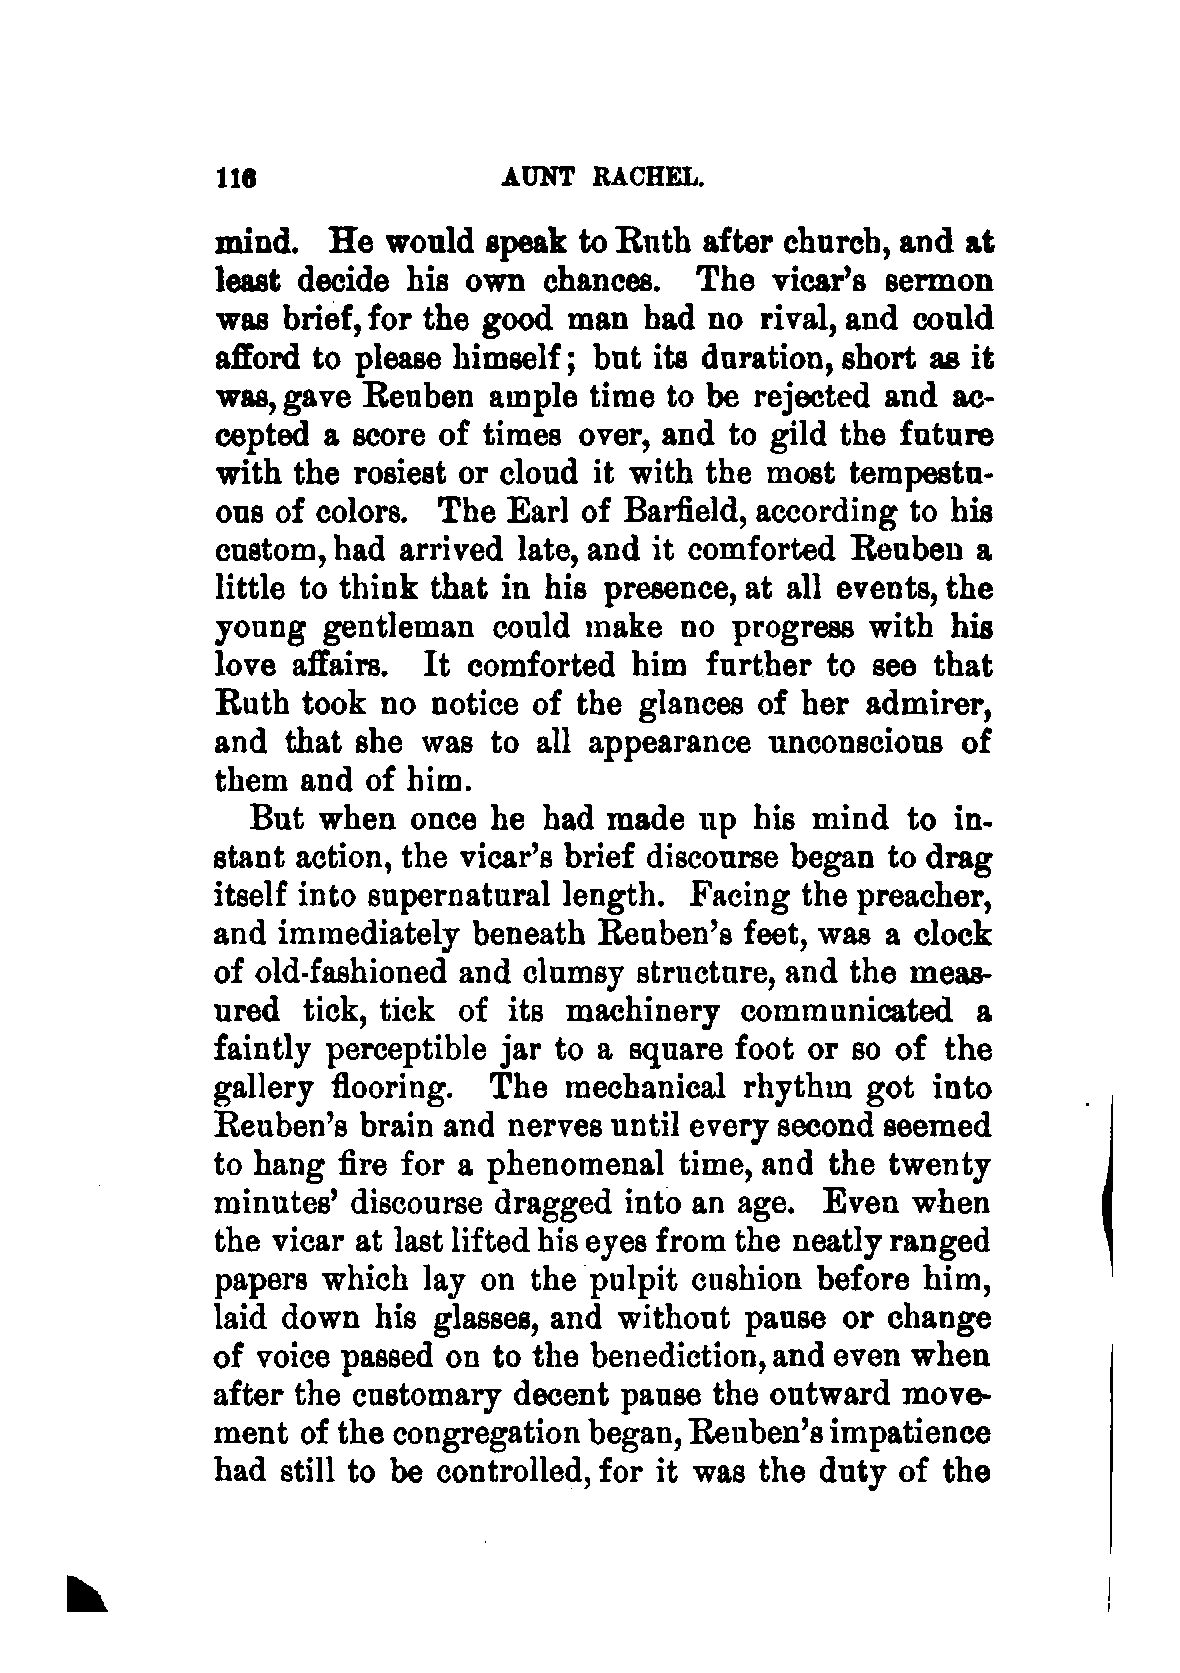 116 AUNT RACHEL.
mind. He would speak to Ruth after church, and at
least decide his own chances. The vicar's sermon
was brief, for the good man had no rival, and could
afford to please himself; but its duration, short as it
was, gave Reuben ample time to be rejected and ac-
cepted a score of times over, and to gild the future
with the rosiest or cloud it with the most tempestu-
ous of colors. The Earl of Barfield, according to his
custom, had arrived late, and it comforted Reuben a
little to think that in his presence, at all events, the
young gentleman could make no progress with his
love affairs. It comforted him further to see that
Ruth took no notice of the glances of her admirer,
and that she was to all appearance unconscious of
them and of him.
But when once he had made up his mind to in-
stant action, the vicar's brief discourse began to drag
itself into supernatural length. Facing the preacher,
and immediately beneath Reuben's feet, was a clock
of old-fashioned and clumsy structure, and the meas-
ured tick, tick of its machinery communicated a
faintly perceptible jar to a square foot or so of the
gallery flooring. The mechanical rhythm got into
Reuben's brain and nerves until every second seemed
to hang fire for a phenomenal time, and the twenty
minutes' discourse dragged into an age. Even when
the vicar at last lifted his eyes from the neatly ranged
papers which lay on the pulpit cushion before him,
laid down his glasses, and without pause or change
of voice passed on to the benediction, and even when
after the customary decent pause the outward move-
ment of the congregation began, Reuben's impatience
had still to be controlled, for it was the duty of the